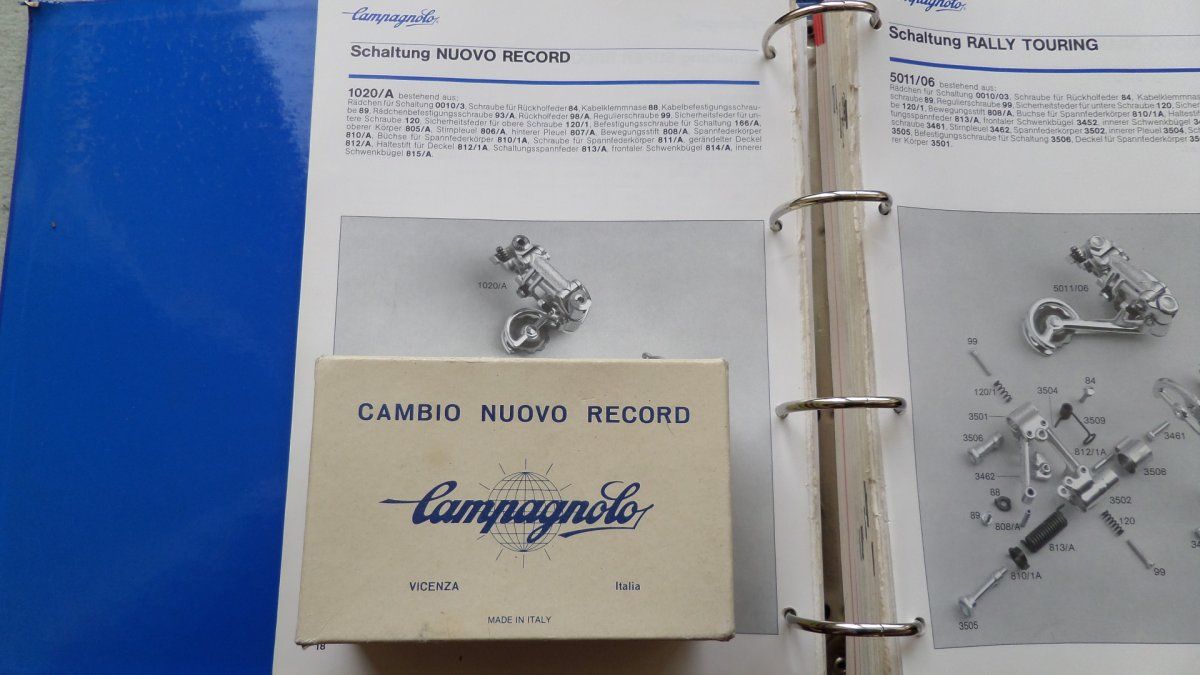 Campagnolo
Schaltung NUOVO RECORD
1020/A bestehend aus:
Rädchen für Schaltung 0010/3, Schraube für Rückholfeder 84, Kabelklemmnase 88, Kabelbefestigungsschrau-
be 89, Rädchenbefestigungsschraube 93/A, Rückholfeder 98/A, Regulierschraube 99, Sicherheitsfeder für un-
tere Schraube 120, Sicherheitsfeder für obere Schraube 120/1, Befestigungsschraube für Schaltung 166/A,
oberer Körper 805/A, Stirnpleuel 806/A, hinterer Pleuel 807/A, Bewegungsstift 808/A, Spannfederkörper
810/A, Büchse für Spannfederkörper 810/1A, Schraube für Spannfederkörper 811/A, gerändelter Deckel
812/A, Haltestift für Deckel 812/1A, Schaltungsspannfeder 813/A, frontaler Schwenkbügel 814/A, innerer
Schwenkbügel 815/A.
1020/A
CAMBIO NUOVO RECORD
Campagnolo
VICENZA Italia
MADE IN ITALY
18
Campagnolo
Schaltung RALLY TOURING
5011/06 bestehend aus:
Rädchen für Schaltung 0010/03, Schraube für Rückholfeder 84, Kabelklemmnase
schraube 89, Regulierschraube 99, Sicherheitsfeder für untere Schraube 120, Sicher
be 120/1, Bewegungsstift 808/A, Büchse für Spannfederkörper 810/1A, Haltestift
tungsspannfeder 813/A, frontaler Schwenkbügel 3452, innerer Schwenkbügel
schraube 3461, Stirnpleuel 3462, Spannfederkörper 3502, innerer Pleuel 3504,
3505, Befestigungsschraube für Schaltung 3506, Deckel für Spannfederkörper
rer Körper 3501.
5011/06
99
120/1
3504
84
3501
3509
3506
812/1A
3461
3462
3508
88
3502
89
808/A
120
813/A
99
810/1A
3505